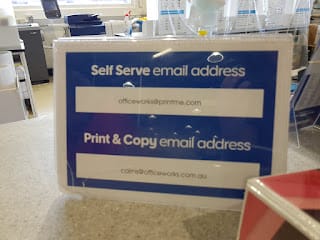 Self Serve email address
officeworks@printme.com
Print & Copy email address
cairns@officeworks.com.au